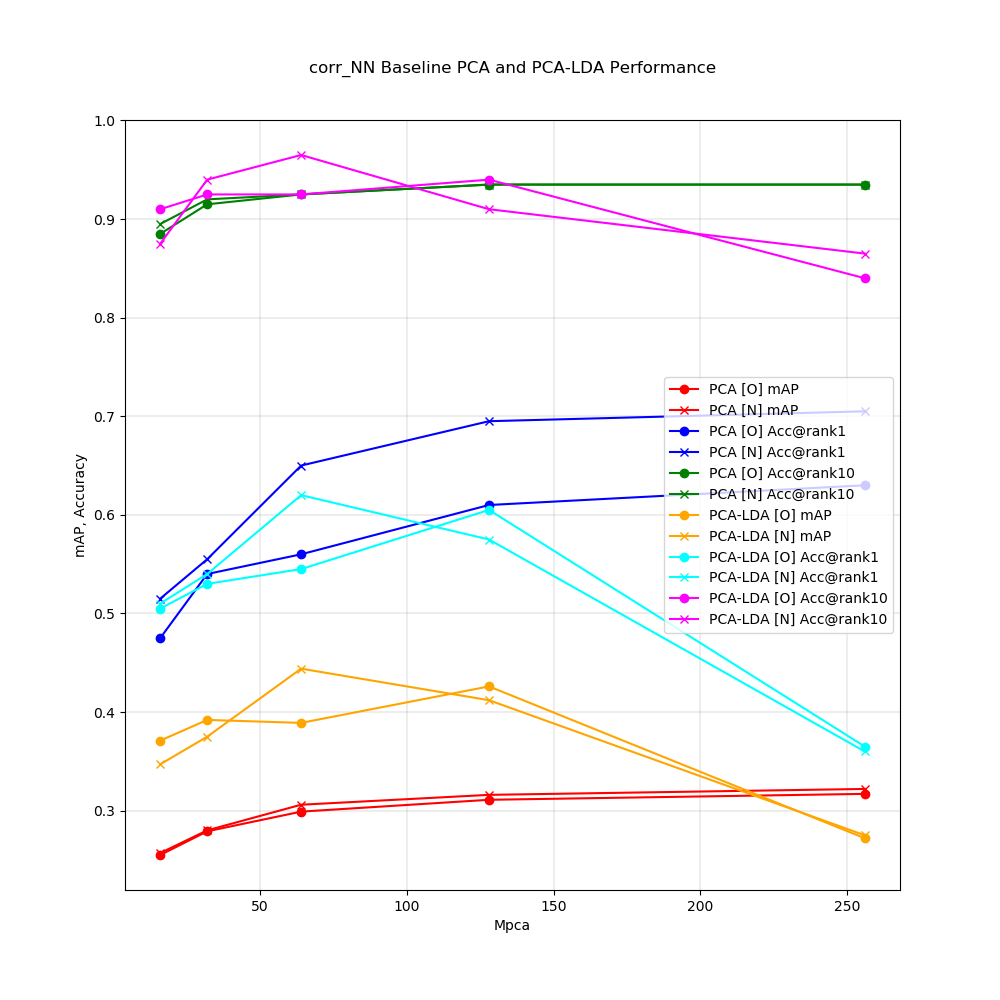 corr_NN Baseline PCA and PCA-LDA Performance
1.0
0.9
0.8
0.7
0.6
0.5
0.4
0.3
mAP, Accuracy
PCA [O] mAP
PCA [N] mAP
PCA [O] Acc@rank1
PCA [N] Acc@rank1
PCA [O] Acc@rank10
PCA [N] Acc@rank10
PCA-LDA [O] mAP
PCA-LDA [N] mAP
PCA-LDA [O] Acc@rank1
PCA-LDA [N] Acc@rank1
PCA-LDA [O] Acc@rank10
PCA-LDA [N] Acc@rank10
50 100 150 200 250
Mpca